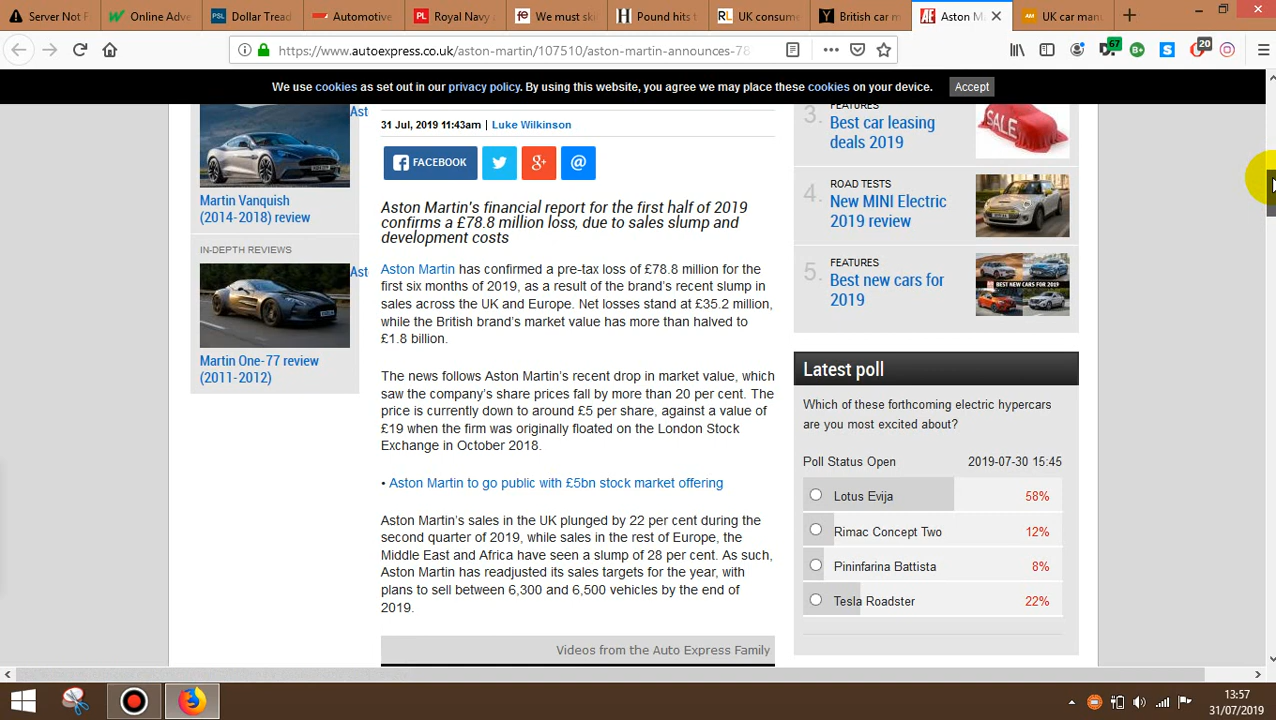 Server Not F
Online Adve
Dollar Tread
Automotive
Royal Navy
We must ski
Pound hits t
UK consume
British car m
Aston M
UK car manu
https://www.autoexpress.co.uk/aston-martin/107510/aston-martin-announces-78
67
20
We use cookies as set out in our privacy policy. By using this website, you agree we may place these cookies on your device.
Accept
Ast
Martin Vanquish
(2014-2018) review
IN-DEPTH REVIEWS
Ast
Martin One-77 review
(2011-2012)
31 Jul, 2019 11:43am | Luke Wilkinson
FACEBOOK
Aston Martin's financial report for the first half of 2019
confirms a £78.8 million loss, due to sales slump and
development costs
Aston Martin has confirmed a pre-tax loss of £78.8 million for the
first six months of 2019, as a result of the brand's recent slump in
sales across the UK and Europe. Net losses stand at £35.2 million,
while the British brand's market value has more than halved to
£1.8 billion.
The news follows Aston Martin's recent drop in market value, which
saw the company's share prices fall by more than 20 per cent. The
price is currently down to around £5 per share, against a value of
£19 when the firm was originally floated on the London Stock
Exchange in October 2018.
• Aston Martin to go public with £5bn stock market offering
Aston Martin's sales in the UK plunged by 22 per cent during the
second quarter of 2019, while sales in the rest of Europe, the
Middle East and Africa have seen a slump of 28 per cent. As such,
Aston Martin has readjusted its sales targets for the year, with
plans to sell between 6,300 and 6,500 vehicles by the end of
2019.
Videos from the Auto Express Family
FEATURES
3. Best car leasing
deals 2019
SALE
ROAD TESTS
4. New MINI Electric
2019 review
FEATURES
5. Best new cars for
2019
BEST NEW CARS FOR
2019
Latest poll
Which of these forthcoming electric hypercars
are you most excited about?
Poll Status Open 2019-07-30 15:45
Lotus Evija 58%
Rimac Concept Two 12%
Pininfarina Battista 8%
Tesla Roadster 22%
13:57
31/07/2019